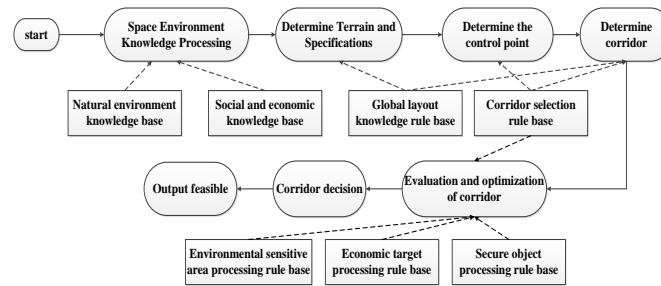 start
Space Environment
Knowledge Processing
Determine Terrain and
Specifications
Determine the
control point
Determine
corridor
Natural environment
knowledge base
Social and economic
knowledge base
Global layout
knowledge rule base
Corridor selection
rule base
Output feasible
Corridor decision
Evaluation and optimization
of corridor
Environmental sensitive
area processing rule base
Economic target
processing rule base
Secure object
processing rule base